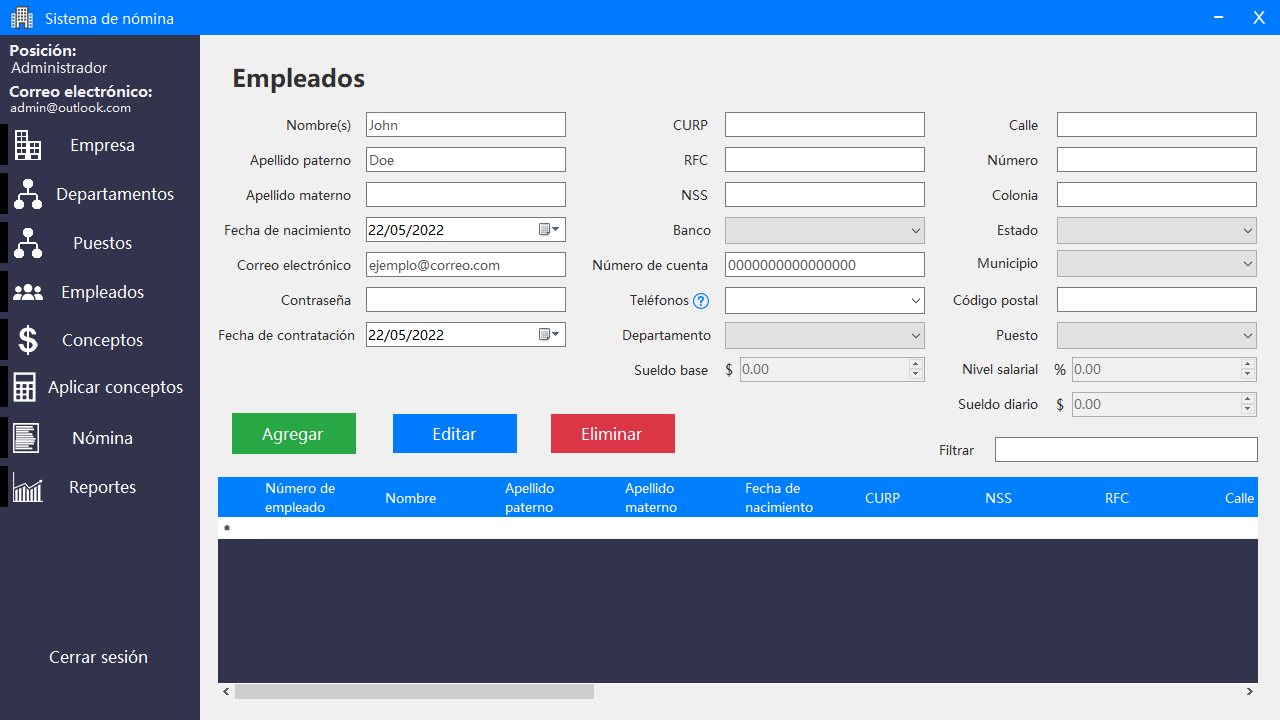 Sistema de nómina
X
Posición:
Administrador
Correo electrónico:
admin@outlook.com
Empresa
Departamentos
Puestos
Empleados
Conceptos
Aplicar conceptos
Nómina
Reportes
Cerrar sesión
Empleados
Nombre(s) John
Apellido paterno Doe
Apellido materno
Fecha de nacimiento 22/05/2022
Correo electrónico ejemplo@correo.com
Contraseña
Fecha de contratación 22/05/2022
CURP
RFC
NSS
Banco
Número de cuenta 0000000000000000
Teléfonos ?
Departamento
Sueldo base $ 0.00
Calle
Número
Colonia
Estado
Municipio
Código postal
Puesto
Nivel salarial % 0.00
Sueldo diario $ 0.00
Agregar Editar Eliminar
Filtrar
Número de empleado Nombre Apellido paterno Apellido materno Fecha de nacimiento CURP NSS RFC Calle
*